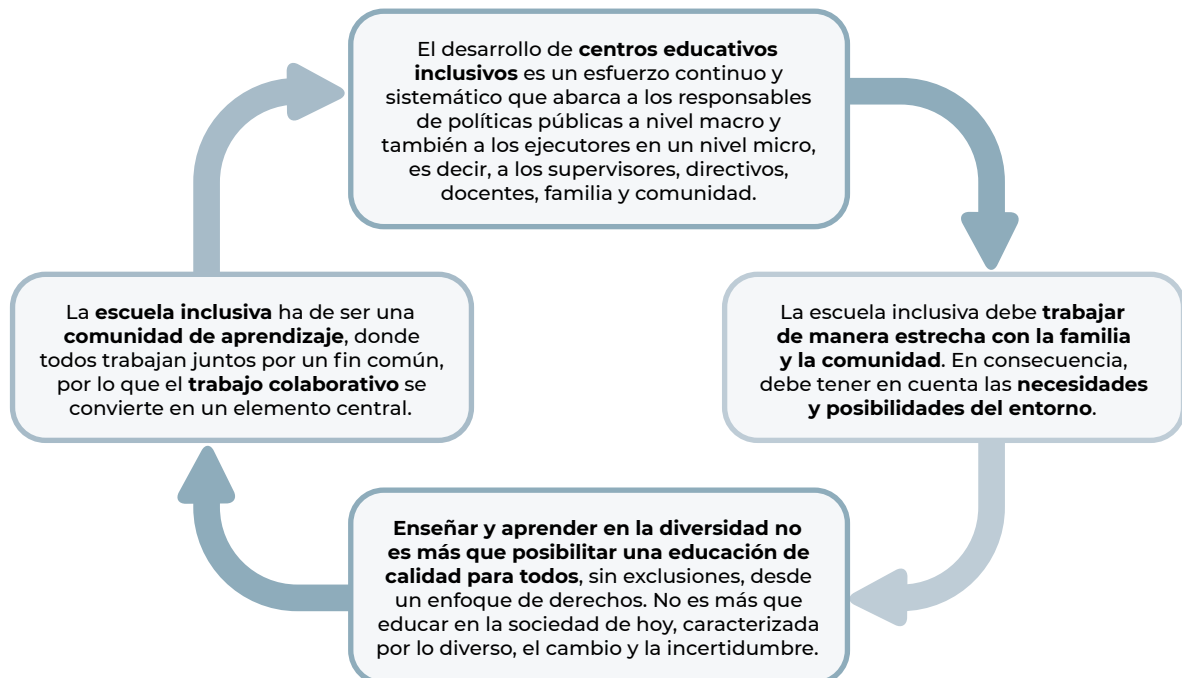 El desarrollo de centros educativos
inclusivos es un esfuerzo continuo y
sistemático que abarca a los responsables
de políticas públicas a nivel macro y
también a los ejecutores en un nivel micro,
es decir, a los supervisores, directivos,
docentes, familia y comunidad.
La escuela inclusiva debe trabajar
de manera estrecha con la familia
y la comunidad. En consecuencia,
debe tener en cuenta las necesidades
y posibilidades del entorno.
Enseñar y aprender en la diversidad no
es más que posibilitar una educación de
calidad para todos, sin exclusiones, desde
un enfoque de derechos. No es más que
educar en la sociedad de hoy, caracterizada
por lo diverso, el cambio y la incertidumbre.
La escuela inclusiva ha de ser una
comunidad de aprendizaje, donde
todos trabajan juntos por un fin común,
por lo que el trabajo colaborativo se
convierte en un elemento central.